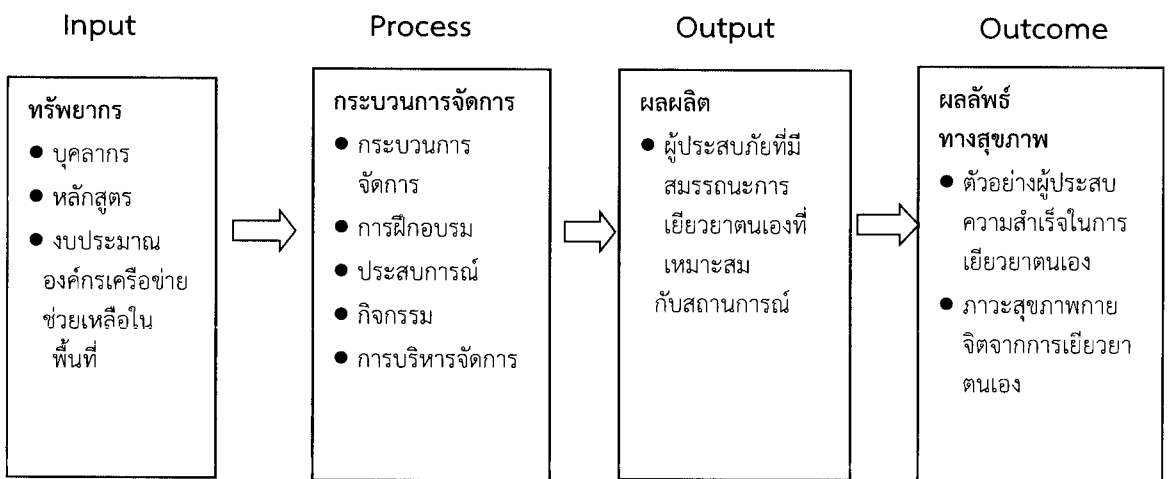 Input
Process
Output
Outcome
ทรัพยากร
● บุคลากร
● หลักสูตร
● งบประมาณ
องค์กรเครือข่าย
ช่วยเหลือใน
พื้นที่
กระบวนการจัดการ
● กระบวนการ
จัดการ
● การฝึกอบรม
● ประสบการณ์
● กิจกรรม
● การบริหารจัดการ
ผลผลิต
● ผู้ประสบภัยที่มี
สมรรถนะการ
เยียวยาตนเองที่
เหมาะสม
กับสถานการณ์
ผลลัพธ์
ทางสุขภาพ
● ตัวอย่างผู้ประสบ
ความสำเร็จในการ
เยียวยาตนเอง
● ภาวะสุขภาพกาย
จิตจากการเยียวยา
ตนเอง